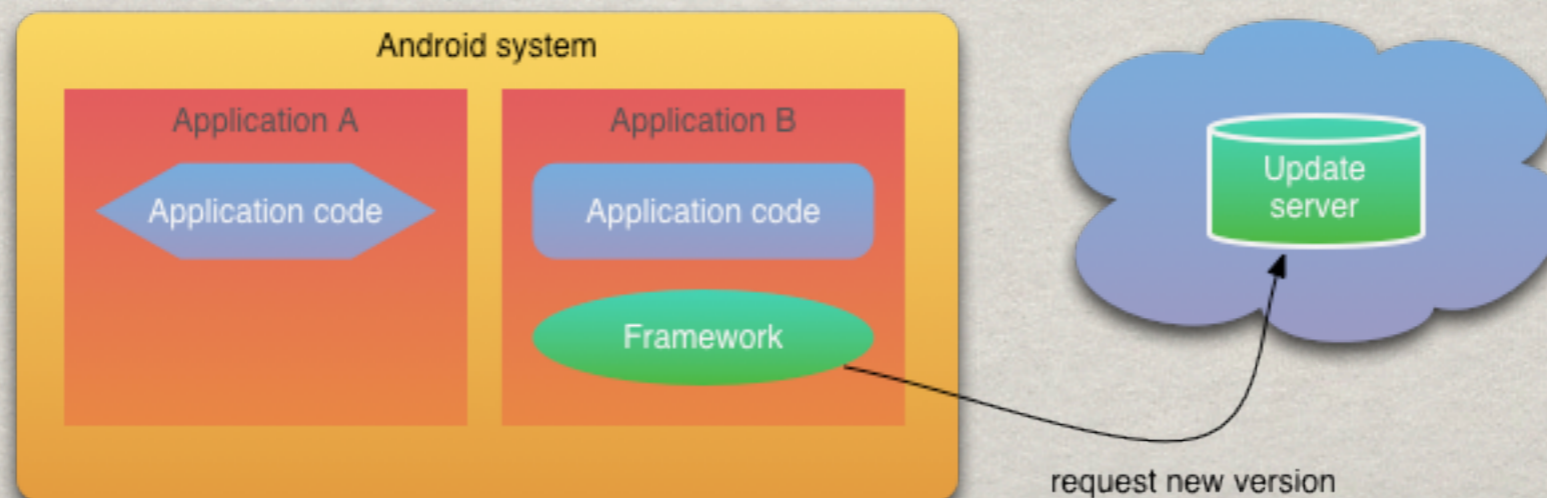 Android system
Application A
Application code
Application B
Application code
Framework
Update
server
request new version